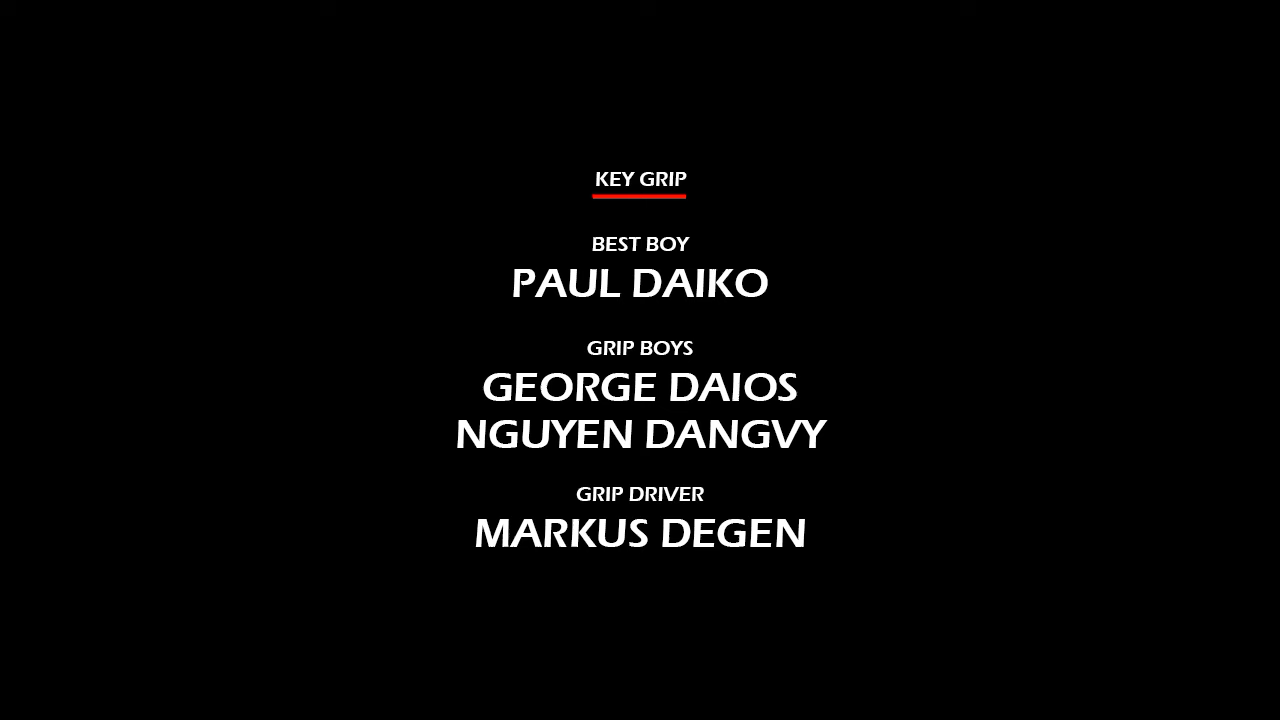 KEY GRIP
BEST BOY
PAUL DAIKO
GRIP BOYS
GEORGE DAIOS
NGUYEN DANGVY
GRIP DRIVER
MARKUS DEGEN